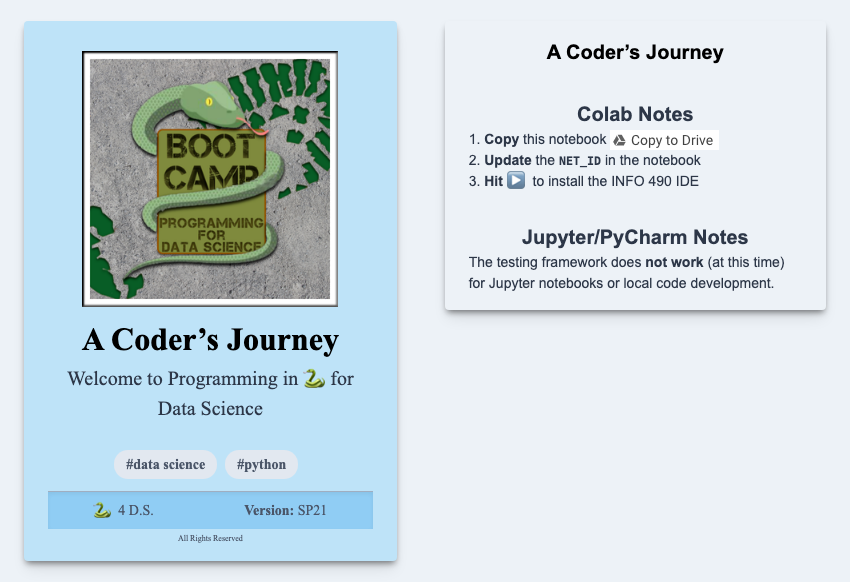 BOOT
CAMP
PROGRAMMING
FOR
DATA SCIENCE
A Coder’s Journey
Welcome to Programming in 🐍 for
Data Science
#data science #python
🐍 4 D.S. Version: SP21
All Rights Reserved
A Coder’s Journey
Colab Notes
1. Copy this notebook Copy to Drive
2. Update the NET_ID in the notebook
3. Hit ▶️ to install the INFO 490 IDE
Jupyter/PyCharm Notes
The testing framework does not work (at this time)
for Jupyter notebooks or local code development.